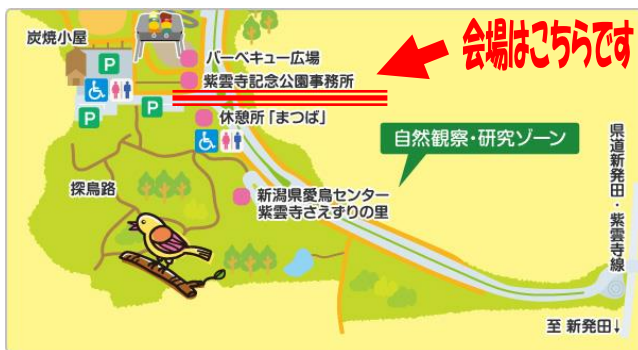 会場はこちらです
炭焼小屋
P
バーベキュー広場
紫雲寺記念公園事務所
P
P
休憩所「まつば」
自然観察・研究ゾーン
探鳥路
新潟県愛鳥センター
紫雲寺さえずりの里
県道新発田・紫雲寺線
至 新発田↓